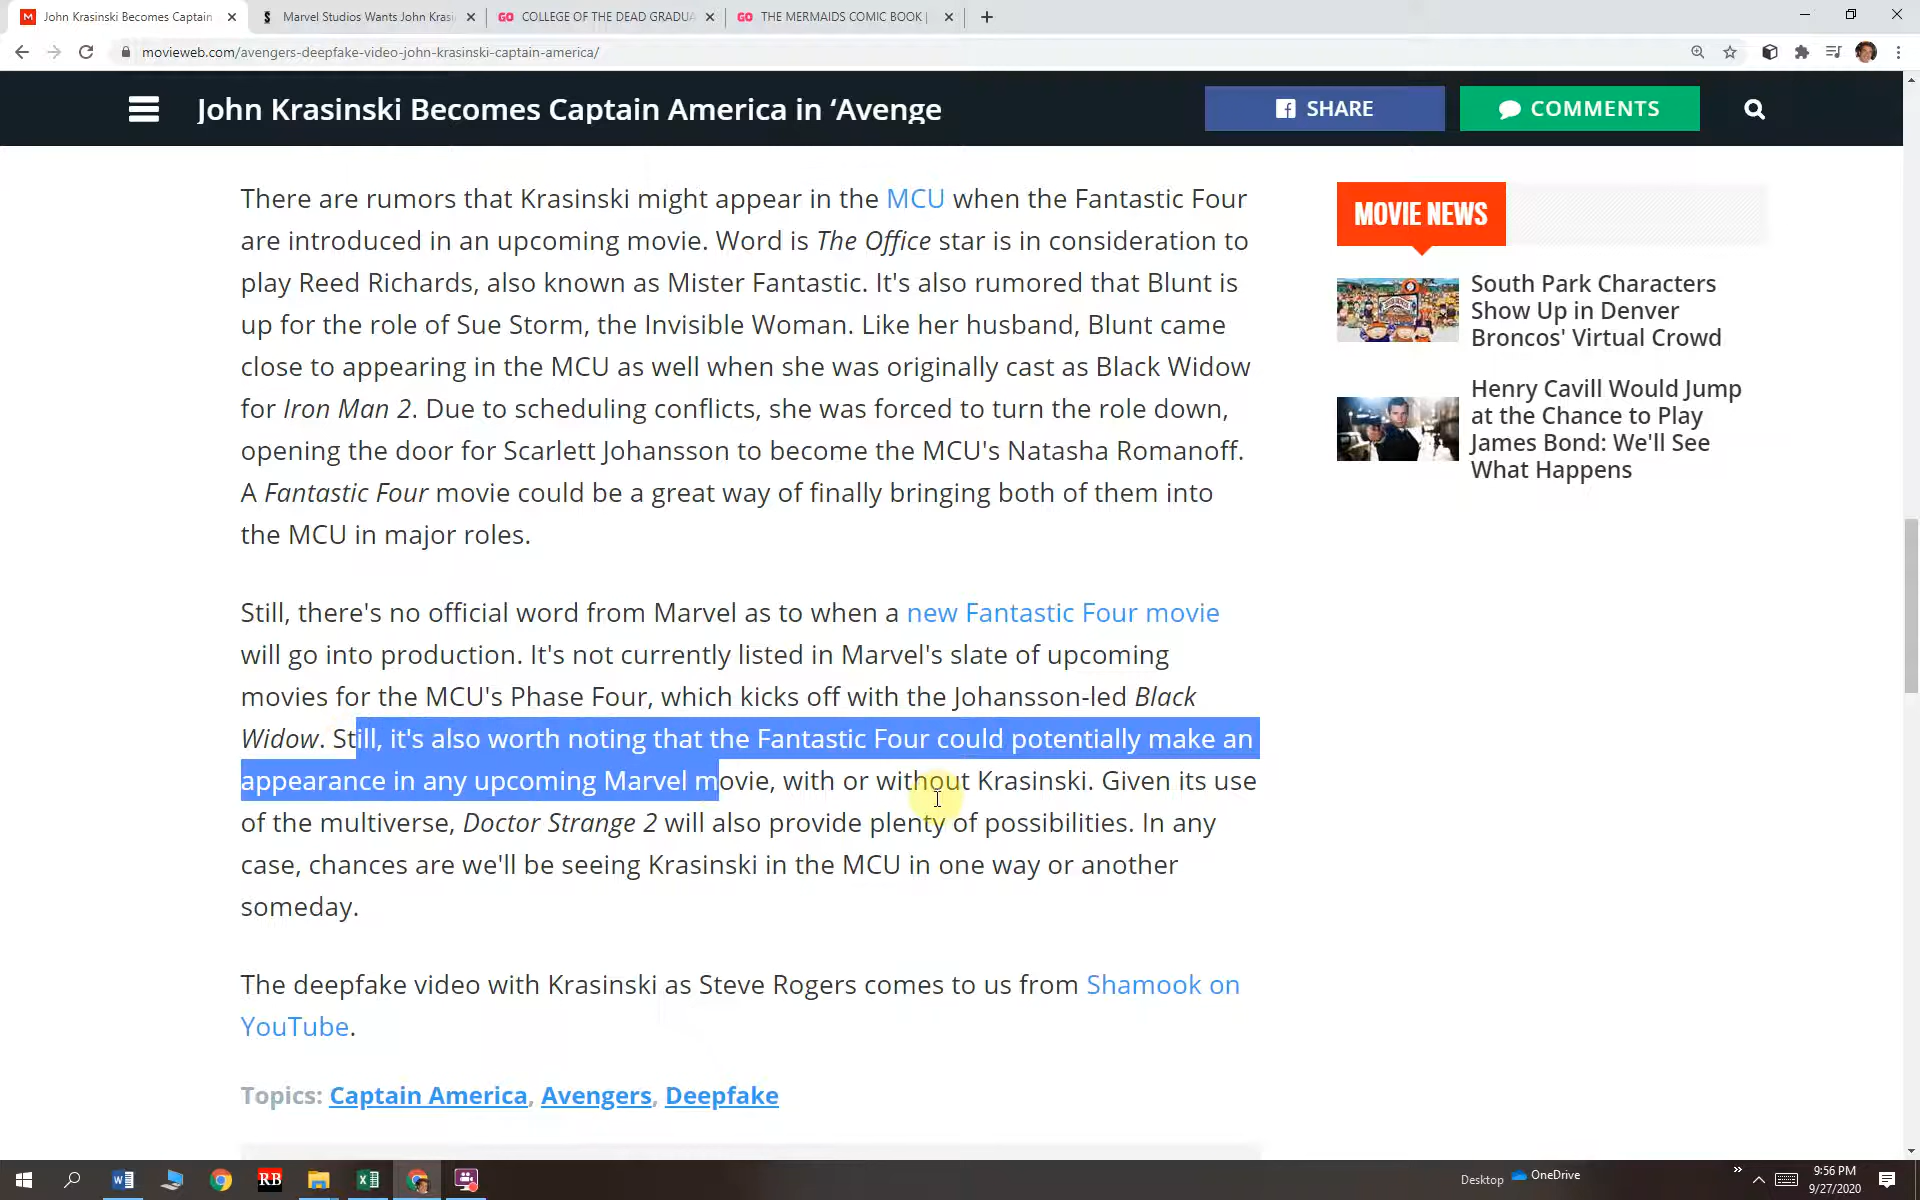 John Krasinski Becomes Captain
Marvel Studios Wants John Krasi
COLLEGE OF THE DEAD GRADUA
THE MERMAIDS COMIC BOOK |
movieweb.com/avengers-deepfake-video-john-krasinski-captain-america/
John Krasinski Becomes Captain America in ‘Avenge
SHARE
COMMENTS
There are rumors that Krasinski might appear in the MCU when the Fantastic Four
are introduced in an upcoming movie. Word is The Office star is in consideration to
play Reed Richards, also known as Mister Fantastic. It's also rumored that Blunt is
up for the role of Sue Storm, the Invisible Woman. Like her husband, Blunt came
close to appearing in the MCU as well when she was originally cast as Black Widow
for Iron Man 2. Due to scheduling conflicts, she was forced to turn the role down,
opening the door for Scarlett Johansson to become the MCU's Natasha Romanoff.
A Fantastic Four movie could be a great way of finally bringing both of them into
the MCU in major roles.
Still, there's no official word from Marvel as to when a new Fantastic Four movie
will go into production. It's not currently listed in Marvel's slate of upcoming
movies for the MCU's Phase Four, which kicks off with the Johansson-led Black
Widow. Still, it's also worth noting that the Fantastic Four could potentially make an
appearance in any upcoming Marvel movie, with or without Krasinski. Given its use
of the multiverse, Doctor Strange 2 will also provide plenty of possibilities. In any
case, chances are we'll be seeing Krasinski in the MCU in one way or another
someday.
The deepfake video with Krasinski as Steve Rogers comes to us from Shamook on
YouTube.
Topics: Captain America, Avengers, Deepfake
MOVIE NEWS
South Park Characters
Show Up in Denver
Broncos' Virtual Crowd
Henry Cavill Would Jump
at the Chance to Play
James Bond: We'll See
What Happens
RB
Desktop
OneDrive
9:56 PM
9/27/2020